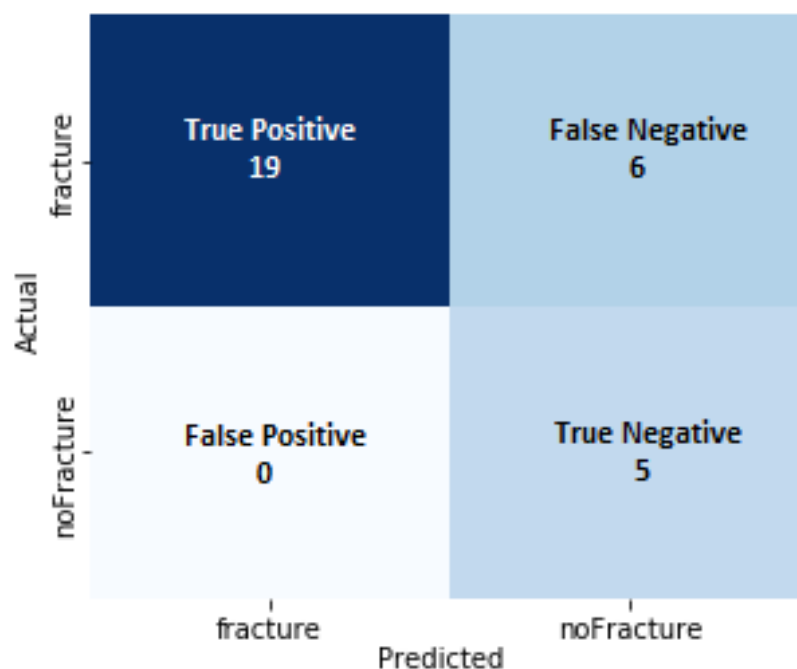 Actual
fracture
True Positive
19
False Negative
6
noFracture
False Positive
0
True Negative
5
fracture
noFracture
Predicted